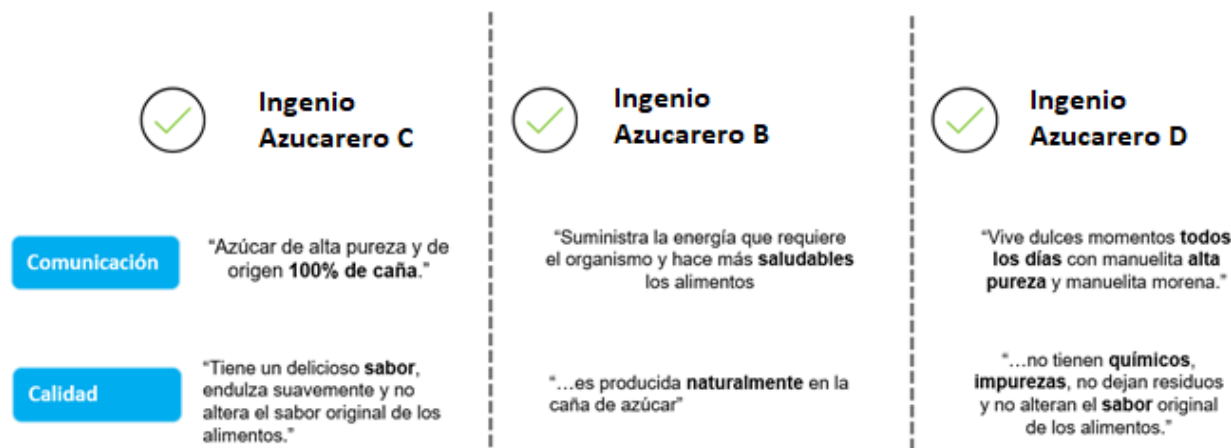 Ingenio
Azucarero C
Ingenio
Azucarero B
Ingenio
Azucarero D
Comunicación
“Azúcar de alta pureza y de
origen 100% de caña.”
“Suministra la energía que requiere
el organismo y hace más saludables
los alimentos
“Vive dulces momentos todos
los días con manuelita alta
pureza y manuelita morena.”
Calidad
“Tiene un delicioso sabor,
endulza suavemente y no
altera el sabor original de los
alimentos.”
“…es producida naturalmente en la
caña de azúcar”
“…no tienen químicos,
impurezas, no dejan residuos
y no alteran el sabor original
de los alimentos.”